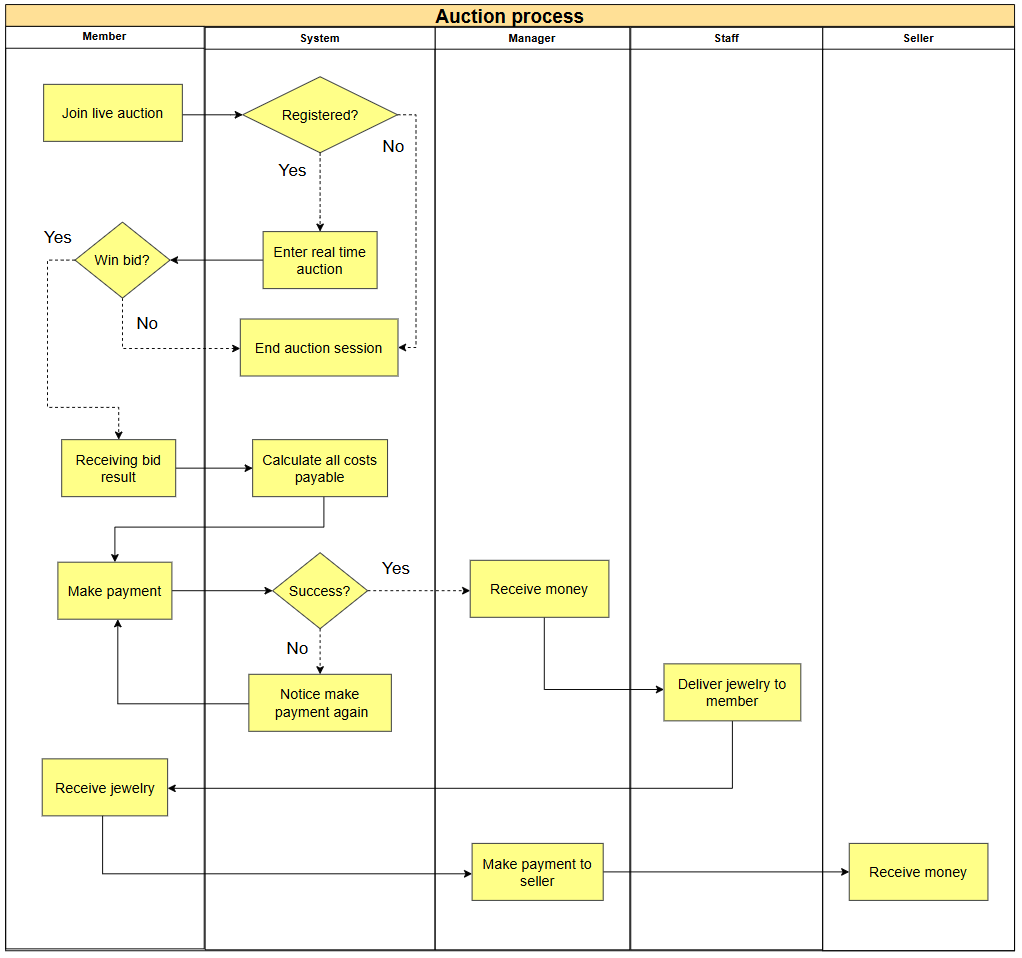 Auction process
Member
System
Manager
Staff
Seller
Join live auction
Registered?
No
Yes
Yes
Win bid?
Enter real time
auction
No
End auction session
Receiving bid
result
Calculate all costs
payable
Make payment
Success?
Yes
Receive money
No
Notice make
payment again
Deliver jewelry to
member
Receive jewelry
Make payment to
seller
Receive money